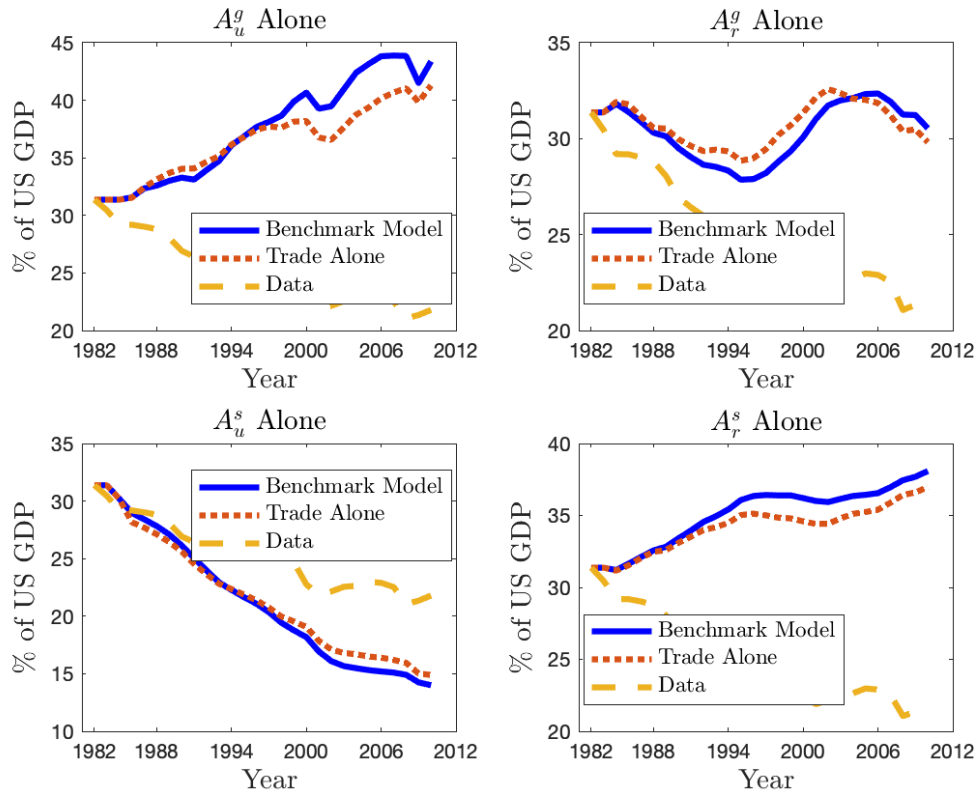 $A_u^g$ Alone
45
40
35
30
25
20
% of US GDP
Benchmark Model
Trade Alone
Data
1982 1988 1994 2000 2006 2012
Year
$A_r^g$ Alone
35
30
25
20
% of US GDP
Benchmark Model
Trade Alone
Data
1982 1988 1994 2000 2006 2012
Year
$A_u^s$ Alone
35
30
25
20
15
10
% of US GDP
Benchmark Model
Trade Alone
Data
1982 1988 1994 2000 2006 2012
Year
$A_r^s$ Alone
40
35
30
25
20
% of US GDP
Benchmark Model
Trade Alone
Data
1982 1988 1994 2000 2006 2012
Year